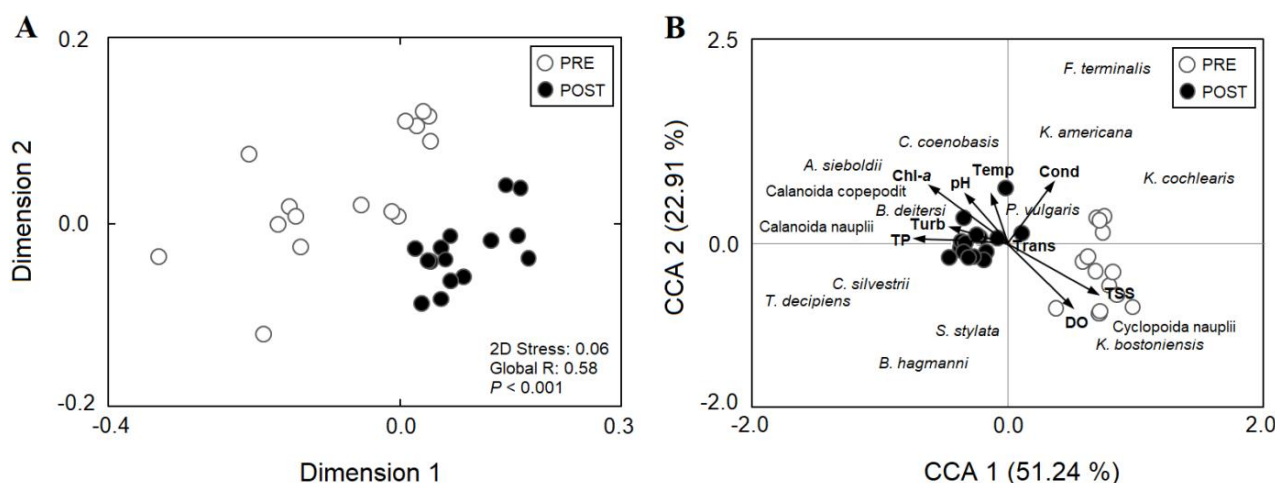 A
0.2
PRE
POST
Dimension 2
0.0
2D Stress: 0.06
Global R: 0.58
P < 0.001
-0.2
-0.4
0.0
0.3
Dimension 1
B
2.5
PRE
POST
F. terminalis
K. americana
C. coenobasis
A. sieboldii
Temp
Cond
Chl-a
pH
K. cochlearis
Calanoida copepodit
B. deitersi
P. vulgaris
Calanoida nauplii
Turb
TP
Trans
CCA 2 (22.91 %)
0.0
C. silvestrii
TSS
T. decipiens
DO
Cyclopoida nauplii
S. stylata
K. bostoniensis
B. hagmanni
-2.0
-2.0
0.0
2.0
CCA 1 (51.24 %)